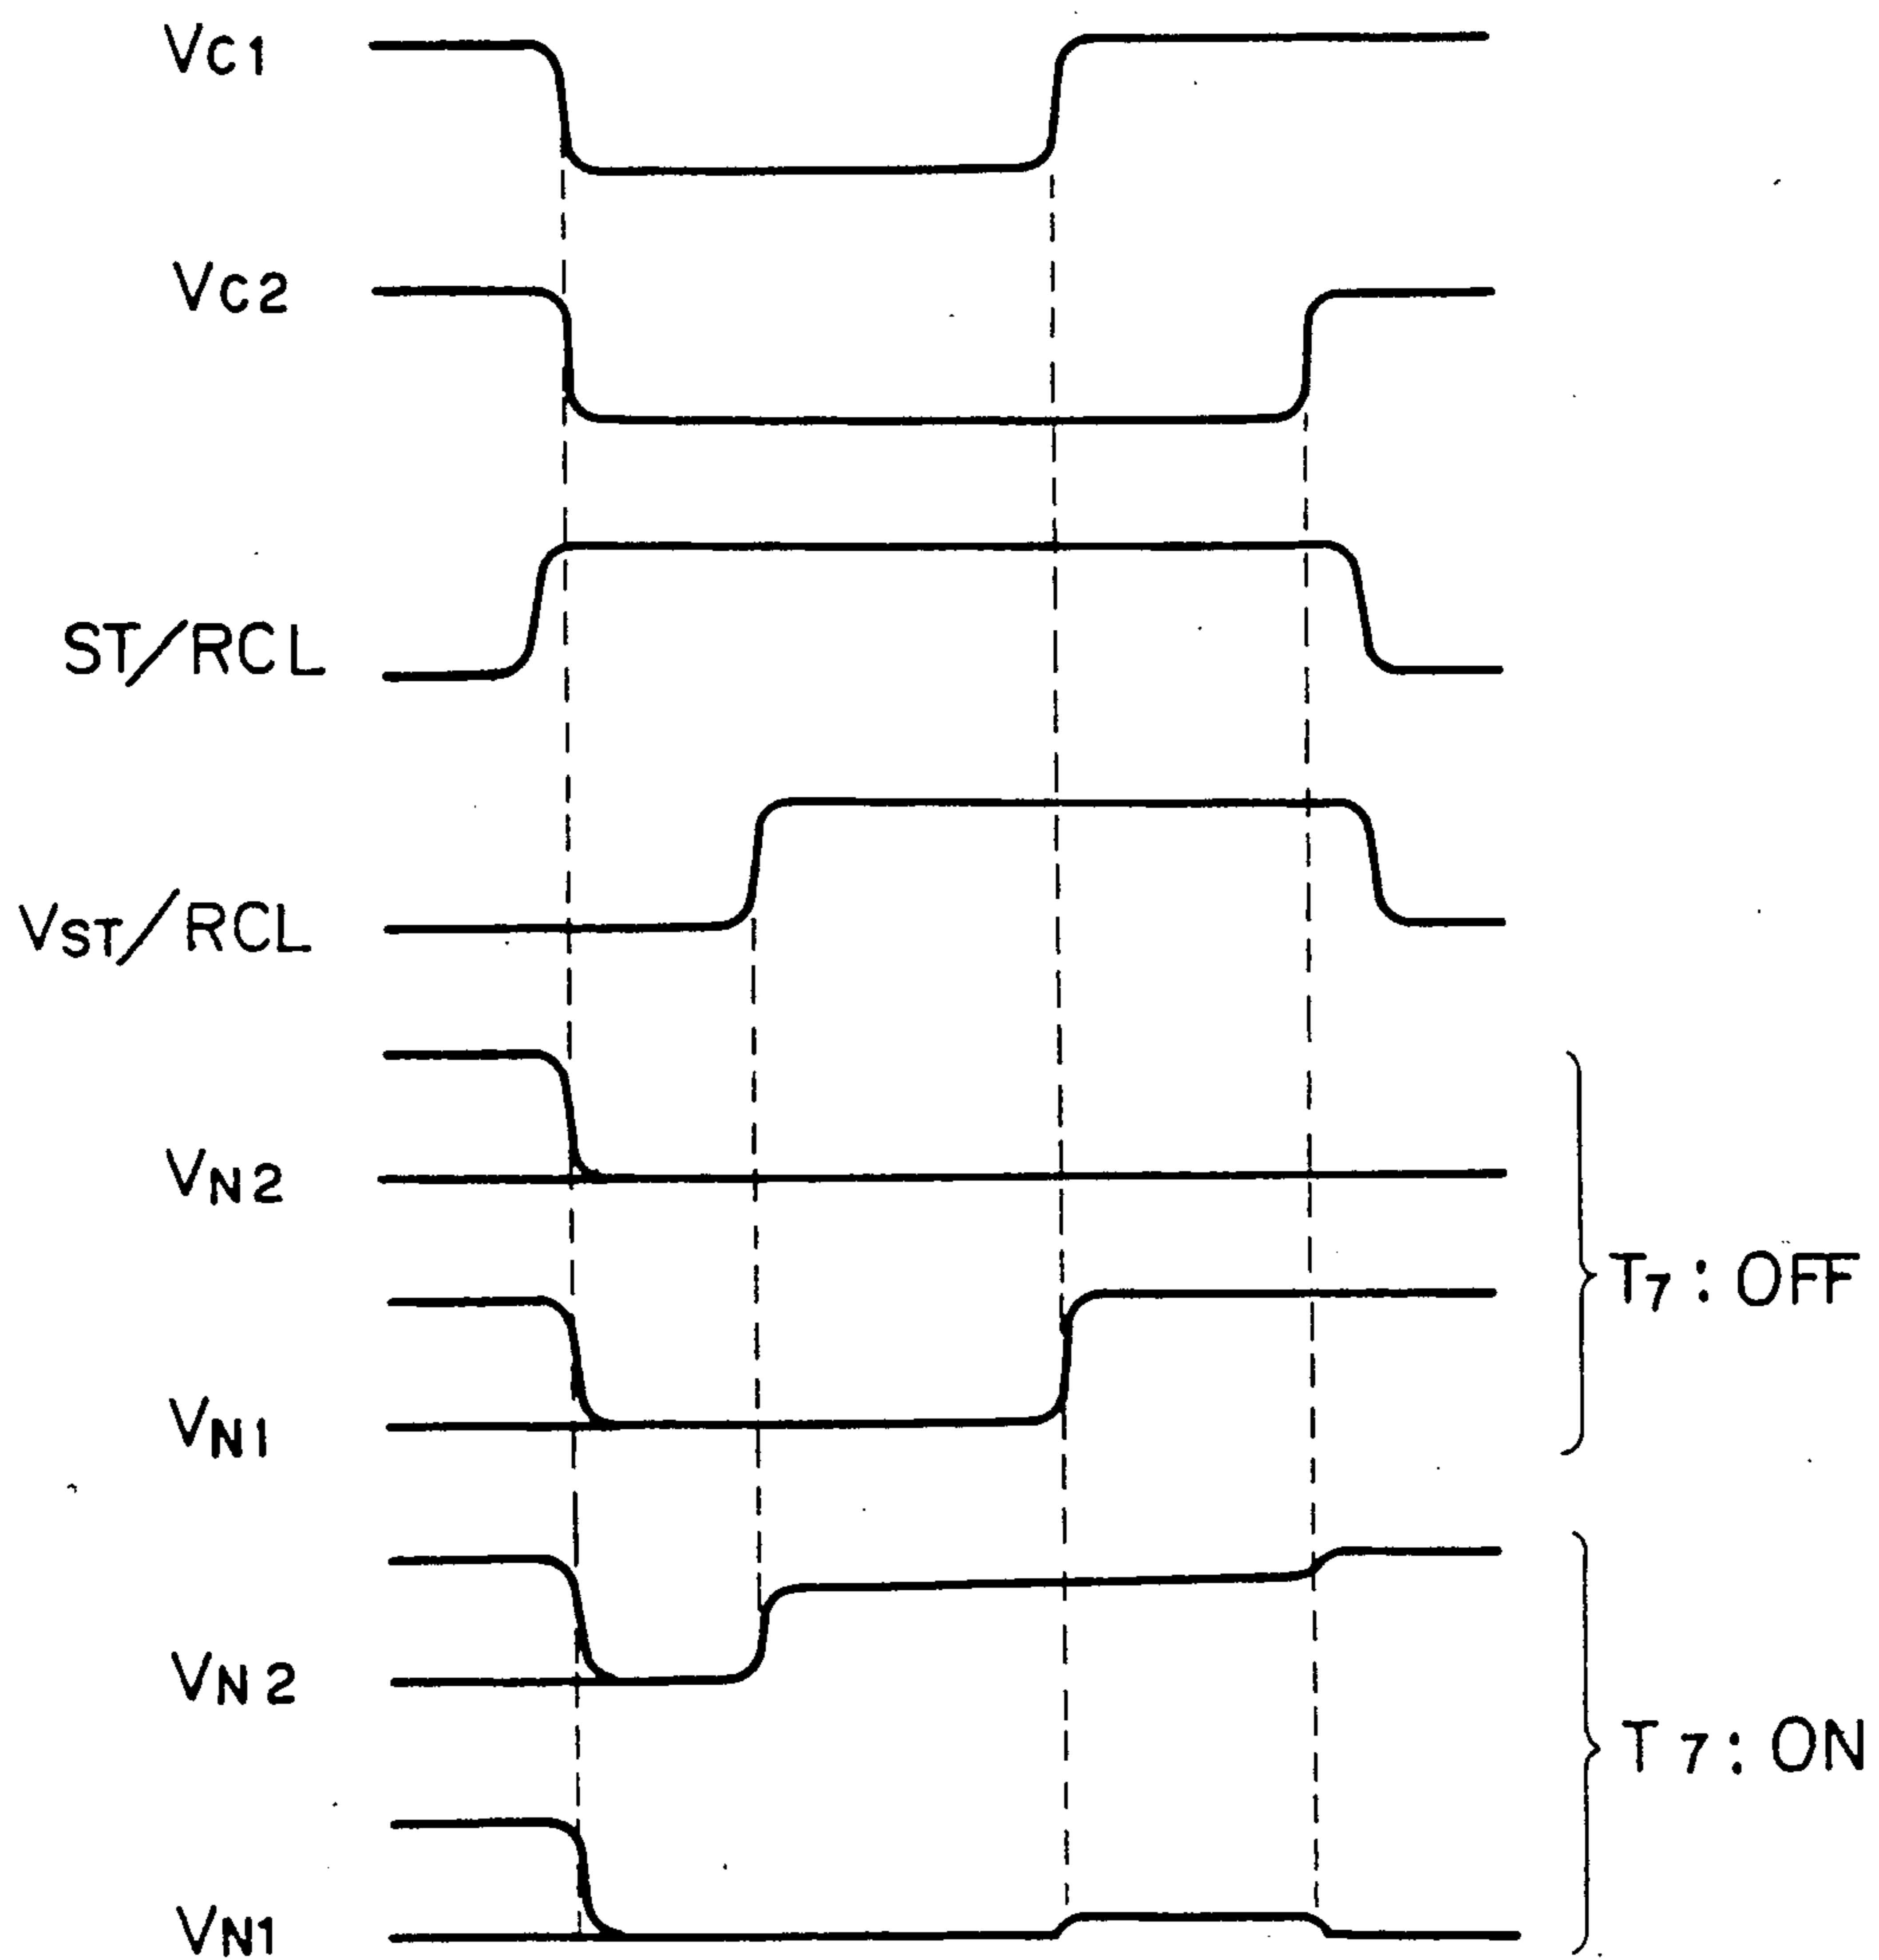 VC1
VC2
ST/RCL
VST/RCL
VN2
T7: OFF
VN1
VN2
T7: ON
VN1